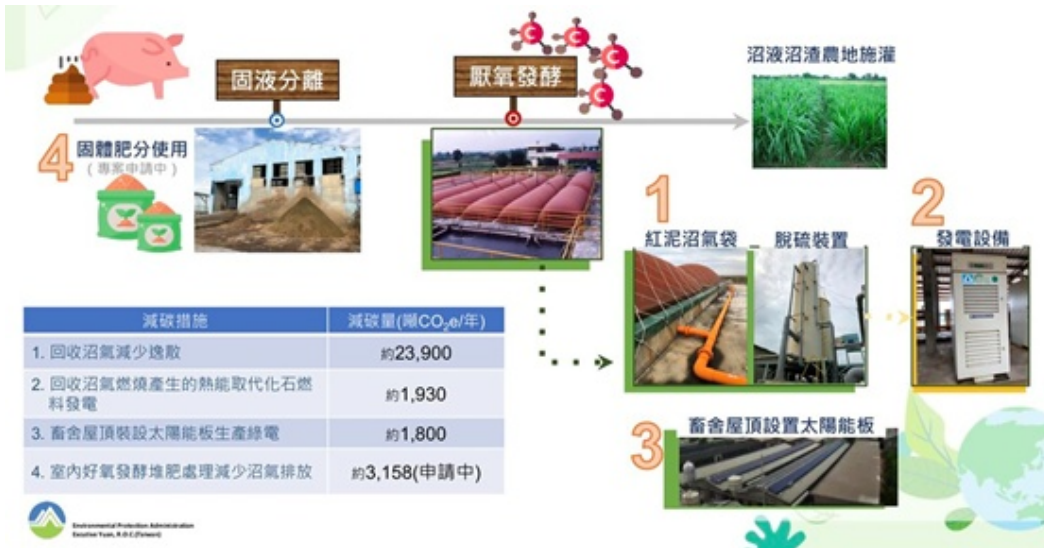 固液分離
厭氧發酵
沼液沼渣農地施灌
4
固體肥分使用
(專案申請中)
1
紅泥沼氣袋
脫硫裝置
2
發電設備
減碳措施
減碳量(噸CO₂e/年)
1. 回收沼氣減少逸散
約23,900
2. 回收沼氣燃燒產生的熱能取代化石燃
料發電
約1,930
3. 畜舍屋頂裝設太陽能板生產綠電
約1,800
4. 室內好氧發酵堆肥處理減少沼氣排放
約3,158(申請中)
3
畜舍屋頂設置太陽能板
Environmental Protection Administration
Excutive Yuan, R.O.C.(Taiwan)